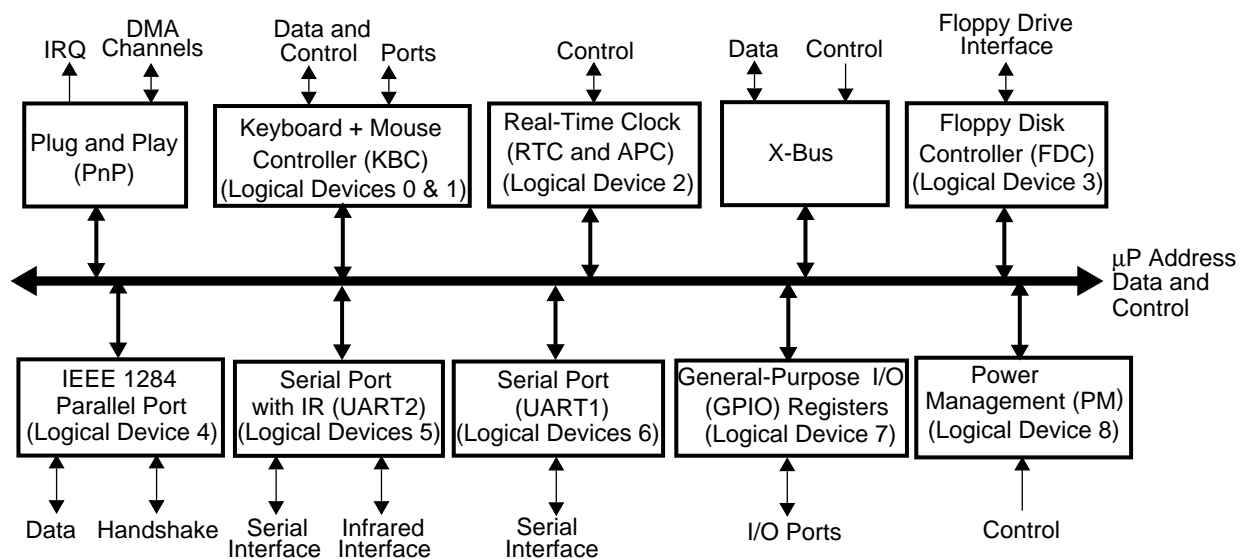 IRQ
DMA
Channels
Data and
Control
Ports
Control
Data
Control
Floppy Drive
Interface
Plug and Play
(PnP)
Keyboard + Mouse
Controller (KBC)
(Logical Devices 0 & 1)
Real-Time Clock
(RTC and APC)
(Logical Device 2)
X-Bus
Floppy Disk
Controller (FDC)
(Logical Device 3)
μP Address
Data and
Control
IEEE 1284
Parallel Port
(Logical Device 4)
Serial Port
with IR (UART2)
(Logical Devices 5)
Serial Port
(UART1)
(Logical Devices 6)
General-Purpose I/O
(GPIO) Registers
(Logical Device 7)
Power
Management (PM)
(Logical Device 8)
Data
Handshake
Serial
Interface
Infrared
Interface
Serial
Interface
I/O Ports
Control